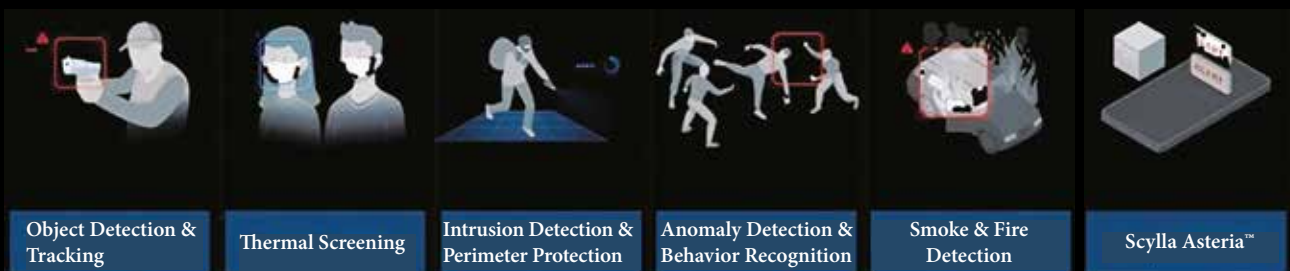 Object Detection &
Tracking
Thermal Screening
Intrusion Detection &
Perimeter Protection
Anomaly Detection &
Behavior Recognition
Smoke & Fire
Detection
Scylla Asteria™